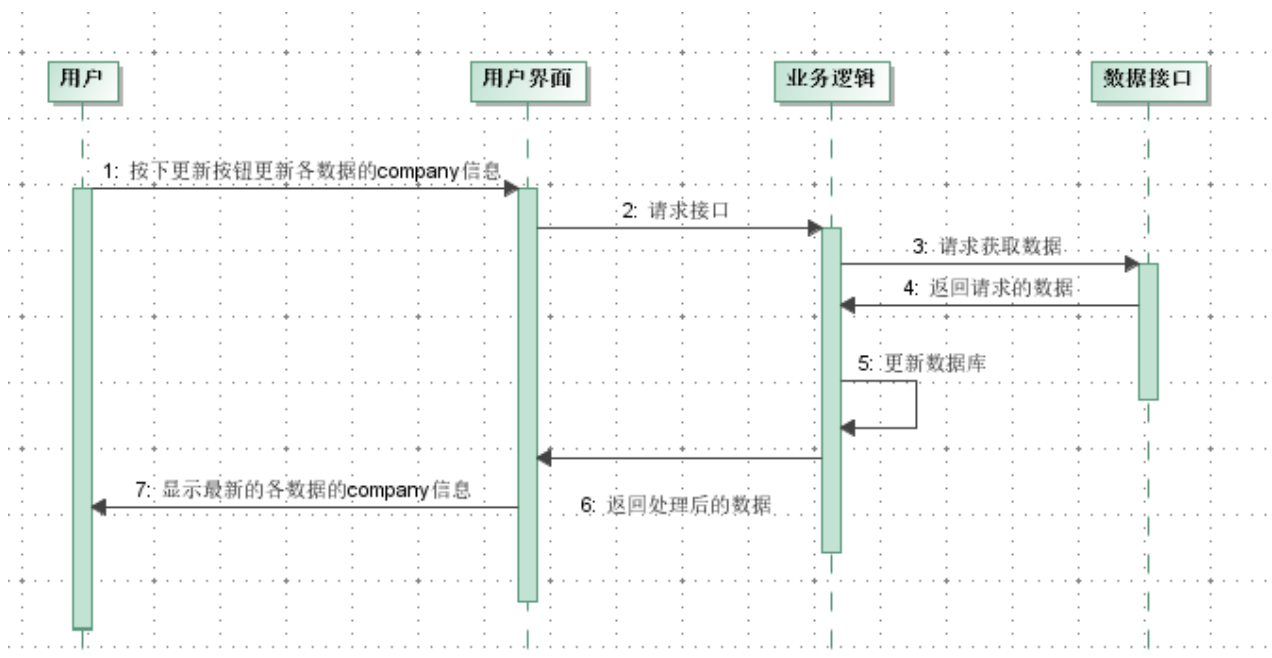 用户
用户界面
业务逻辑
数据接口
1: 按下更新按钮更新各数据的company信息
2: 请求接口
3: 请求获取数据
4: 返回请求的数据
5: 更新数据库
7: 显示最新的各数据的company信息
6: 返回处理后的数据